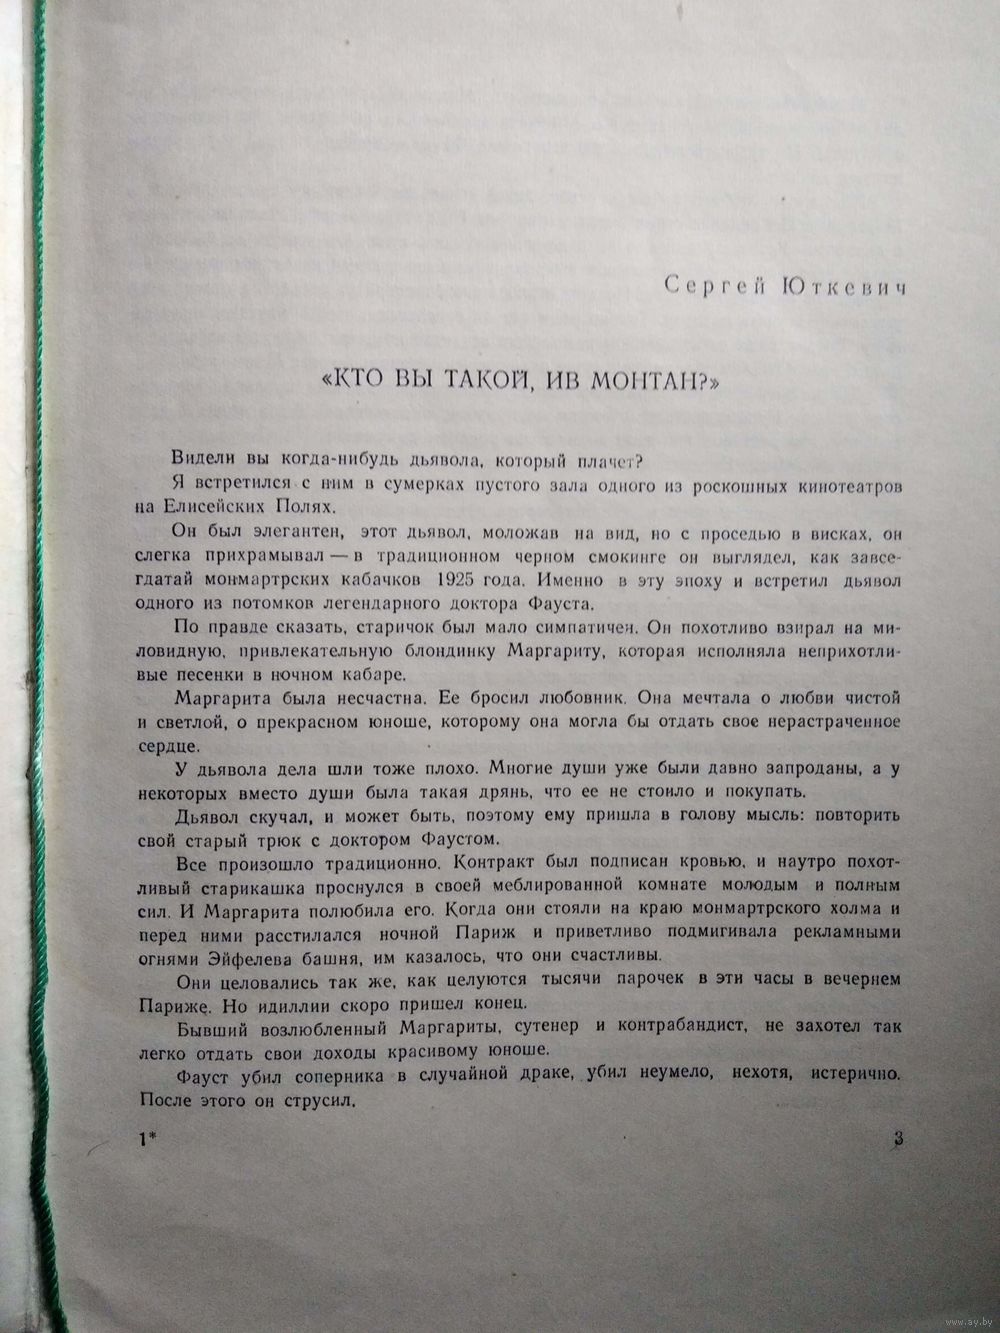 Сергей Юткевич
«КТО ВЫ ТАКОЙ, ИВ МОНТАН?»
Видели вы когда-нибудь дьявола, который плачет?
Я встретился с ним в сумерках пустого зала одного из роскошных кинотеатров
на Елисейских Полях.
Он был элегантен, этот дьявол, моложав на вид, но с проседью в висках, он
слегка прихрамывал — в традиционном черном смокинге он выглядел, как завсе-
гдатай монмартрских кабачков 1925 года. Именно в эту эпоху и встретил дьявол
одного из потомков легендарного доктора Фауста.
По правде сказать, старичок был мало симпатичен. Он похотливо взирал на ми-
ловидную, привлекательную блондинку Маргариту, которая исполняла неприхотли-
вые песенки в ночном кабаре.
Маргарита была несчастна. Ее бросил любовник. Она мечтала о любви чистой
и светлой, о прекрасном юноше, которому она могла бы отдать свое нерастраченное
сердце.
У дьявола дела шли тоже плохо. Многие души уже были давно запроданы, а у
некоторых вместо души была такая дрянь, что ее не стоило и покупать.
Дьявол скучал, и может быть, поэтому ему пришла в голову мысль: повторить
свой старый трюк с доктором Фаустом.
Все произошло традиционно. Контракт был подписан кровью, и наутро похот-
ливый старикашка проснулся в своей меблированной комнате молодым и полным
сил. И Маргарита полюбила его. Когда они стояли на краю монмартрского холма и
перед ними расстилался ночной Париж и приветливо подмигивала рекламными
огнями Эйфелева башня, им казалось, что они счастливы.
Они целовались так же, как целуются тысячи парочек в эти часы в вечернем
Париже. Но идиллии скоро пришел конец.
Бывший возлюбленный Маргариты, сутенер и контрабандист, не захотел так
легко отдать свои доходы красивому юноше.
Фауст убил соперника в случайной драке, убил неумело, нехотя, истерично.
После этого он струсил.
1*
3
www.ay.by